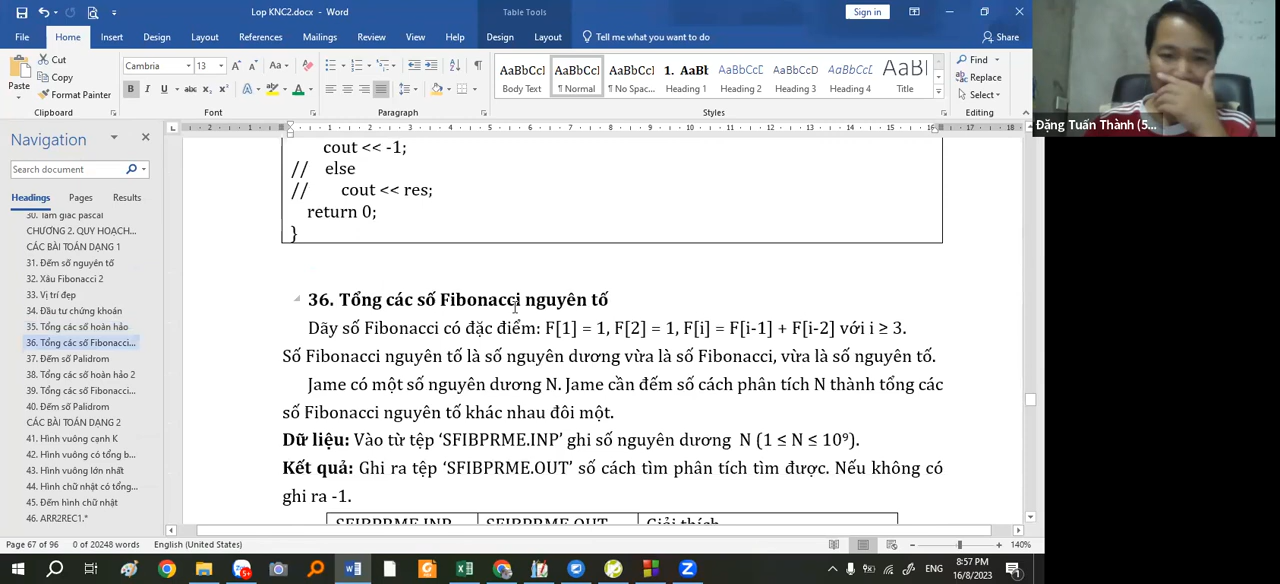 Lop KNC2.docx - Word
Table Tools
Sign in
File Home Insert Design Layout References Mailings Review View Help Design Layout Tell me what you want to do Share
Paste
Cut
Copy
Format Painter
Clipboard
Cambria 13
Font
Paragraph
AaBbCcI AaBbCcI AaBbCcI 1. AaBb AaBbCcI AaBbCcD AaBbCcI AaBl
Body Text ¶ Normal ¶ No Spac... Heading 1 Heading 2 Heading 3 Heading 4 Title
Styles
Find
Replace
Select
Editing
Đặng Tuấn Thành (5...
Navigation
Search document
Headings Pages Results
30. Tam giác pascal
CHƯƠNG 2. QUY HOẠCH...
CÁC BÀI TOÁN DẠNG 1
31. Đếm số nguyên tố
32. Xâu Fibonacci 2
33. Vị trí đẹp
34. Đầu tư chứng khoán
35. Tổng các số hoàn hảo
36. Tổng các số Fibonacci...
37. Đếm số Palidrom
38. Tổng các số hoàn hảo 2
39. Tổng các số Fibonacci...
40. Đếm số Palidrom
CÁC BÀI TOÁN DẠNG 2
41. Hình vuông cạnh K
42. Hình vuông có tổng b...
43. Hình vuông lớn nhất
44. Hình chữ nhật có tổng...
45. Đếm hình chữ nhật
46. ARR2REC1.*
cout << -1;
// else
// cout << res;
return 0;
}
36. Tổng các số Fibonacci nguyên tố
Dãy số Fibonacci có đặc điểm: F[1] = 1, F[2] = 1, F[i] = F[i-1] + F[i-2] với i ≥ 3.
Số Fibonacci nguyên tố là số nguyên dương vừa là số Fibonacci, vừa là số nguyên tố.
Jame có một số nguyên dương N. Jame cần đếm số cách phân tích N thành tổng các
số Fibonacci nguyên tố khác nhau đôi một.
Dữ liệu: Vào từ tệp ‘SFIBPRME.INP’ ghi số nguyên dương N (1 ≤ N ≤ 10⁹).
Kết quả: Ghi ra tệp ‘SFIBPRME.OUT’ số cách tìm phân tích tìm được. Nếu không có
ghi ra -1.
SFIBPRME.INP SFIBPRME.OUT Giải thích
Page 67 of 96 0 of 20248 words English (United States) 140%
ENG
8:57 PM
16/8/2023